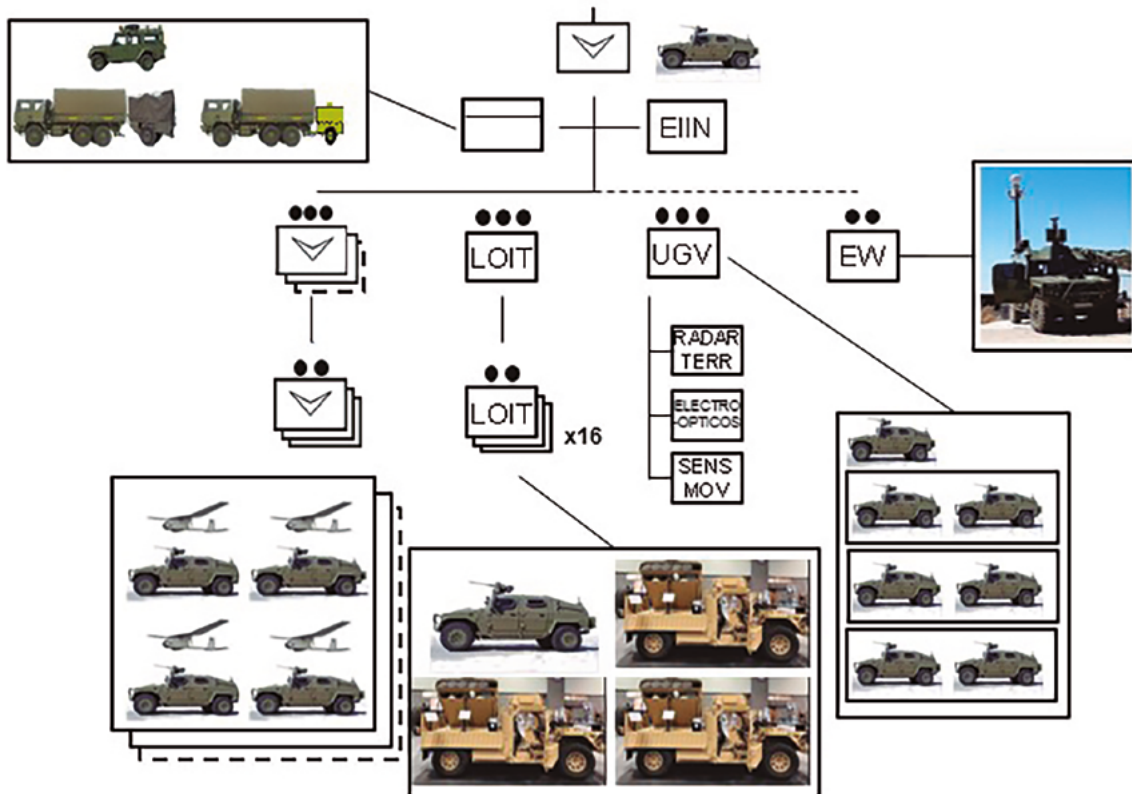 EIIN
LOIT
UGV
EW
RADAR
TERR
LOIT
x16
ELECTRO
-OPTICOS
SENS
MOV